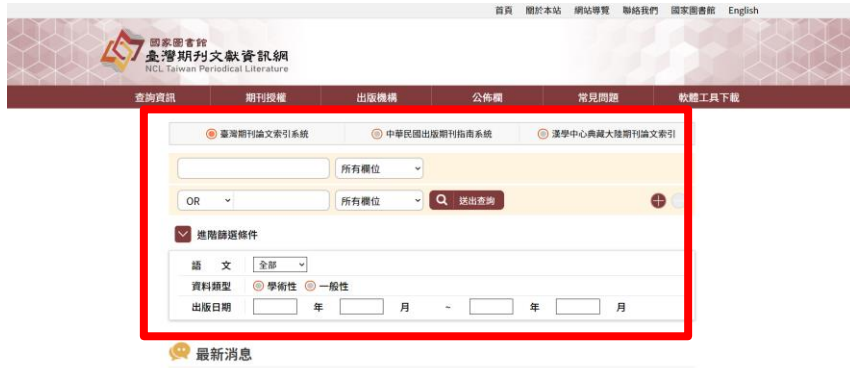 首頁 關於本站 網站導覽 聯絡我們 國家圖書館 English
國家圖書館
臺灣期刊文獻資訊網
NCL Taiwan Periodical Literature
查詢資訊 期刊授權 出版機構 公佈欄 常見問題 軟體工具下載
臺灣期刊論文索引系統 中華民國出版期刊指南系統 漢學中心典藏大陸期刊論文索引
所有欄位
OR 所有欄位 送出查詢
進階篩選條件
語 文 全部
資料類型 學術性 一般性
出版日期 年 月 ~ 年 月
最新消息